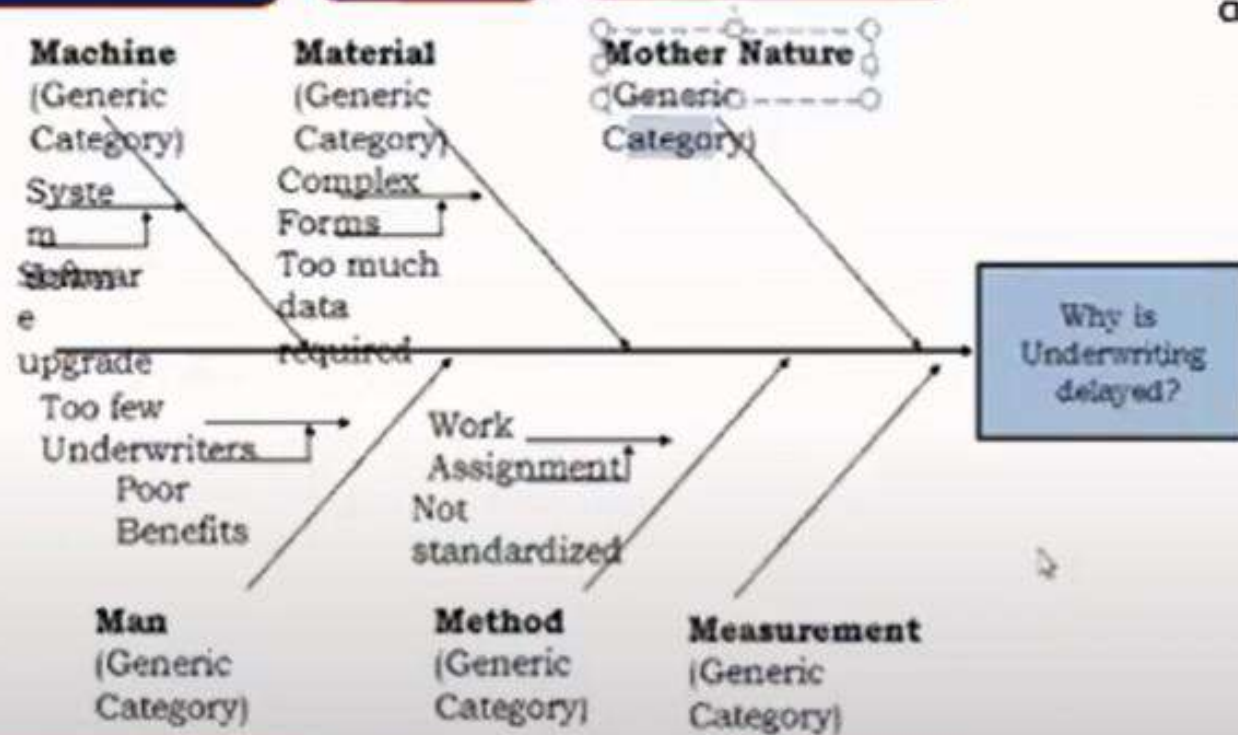 Machine
(Generic
Category)
Syste
m
down
Softwar
e
upgrade
Material
(Generic
Category)
Complex
Forms
Too much
data
required
Mother Nature
(Generic
Category)
Why is
Underwriting
delayed?
Too few
Underwriters
Poor
Benefits
Work
Assignment
Not
standardized
Man
(Generic
Category)
Method
(Generic
Category)
Measurement
(Generic
Category)